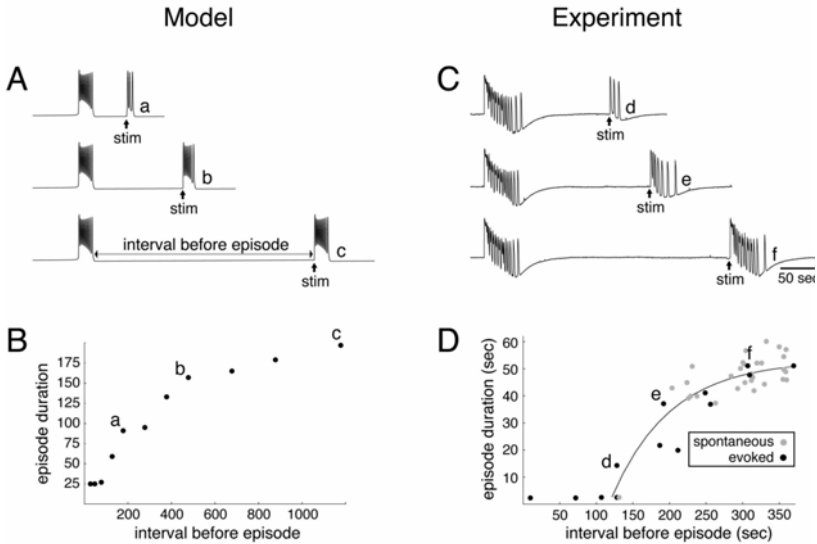 Model
Experiment
A
a
stim
b
stim
interval before episode
c
stim
C
d
stim
e
stim
f
stim
50 sec
B
episode duration
175
150
125
100
75
50
25
a
b
c
200
400
600
800
1000
interval before episode
D
episode duration (sec)
60
50
40
30
20
10
d
e
f
spontaneous
evoked
0
50
100
150
200
250
300
350
interval before episode (sec)